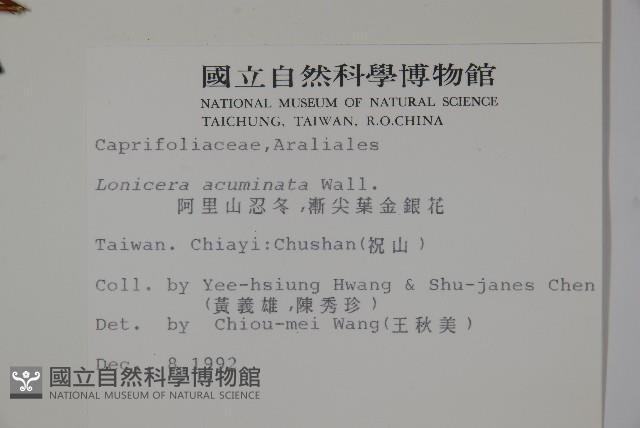 國立自然科學博物館
NATIONAL MUSEUM OF NATURAL SCIENCE
TAICHUNG, TAIWAN, R.O.CHINA
Caprifoliaceae,Araliales
Lonicera acuminata Wall.
阿里山忍冬,漸尖葉金銀花
Taiwan. Chiayi:Chushan(祝山)
Coll. by Yee-hsiung Hwang & Shu-janes Chen
(黃義雄,陳秀珍)
Det. by Chiou-mei Wang(王秋美)
Dec. 8 1992
國立自然科學博物館
NATIONAL MUSEUM OF NATURAL SCIENCE